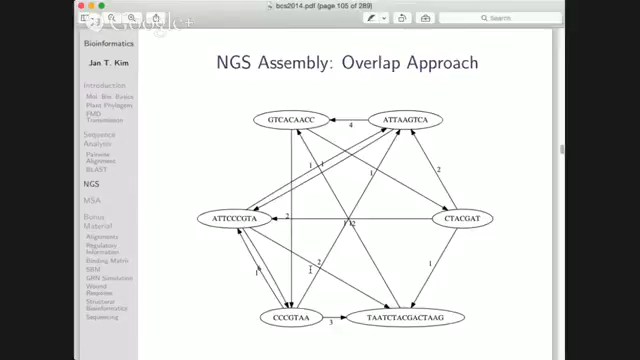 bcs2014.pdf (page 105 of 289)
Search
Google+
Bioinformatics
Jan T. Kim
NGS Assembly: Overlap Approach
Introduction
Mol. Bio. Basics
Plant Phylogeny
FMD
Transmission
Sequence
Analysis
Pairwise
Alignment
BLAST
NGS
MSA
Bonus
Material
Alignments
Regulatory
Information
Binding Matrix
SBM
GRN Simulation
Wound
Response
Structural
Bioinformatics
Sequencing
GTCACAACC
ATTAAGTCA
4
1
1
1
2
ATTCCCGTA
2
CTACGAT
1
2
1
1
CCCGTAA
3
TAATCTACGACTAAG